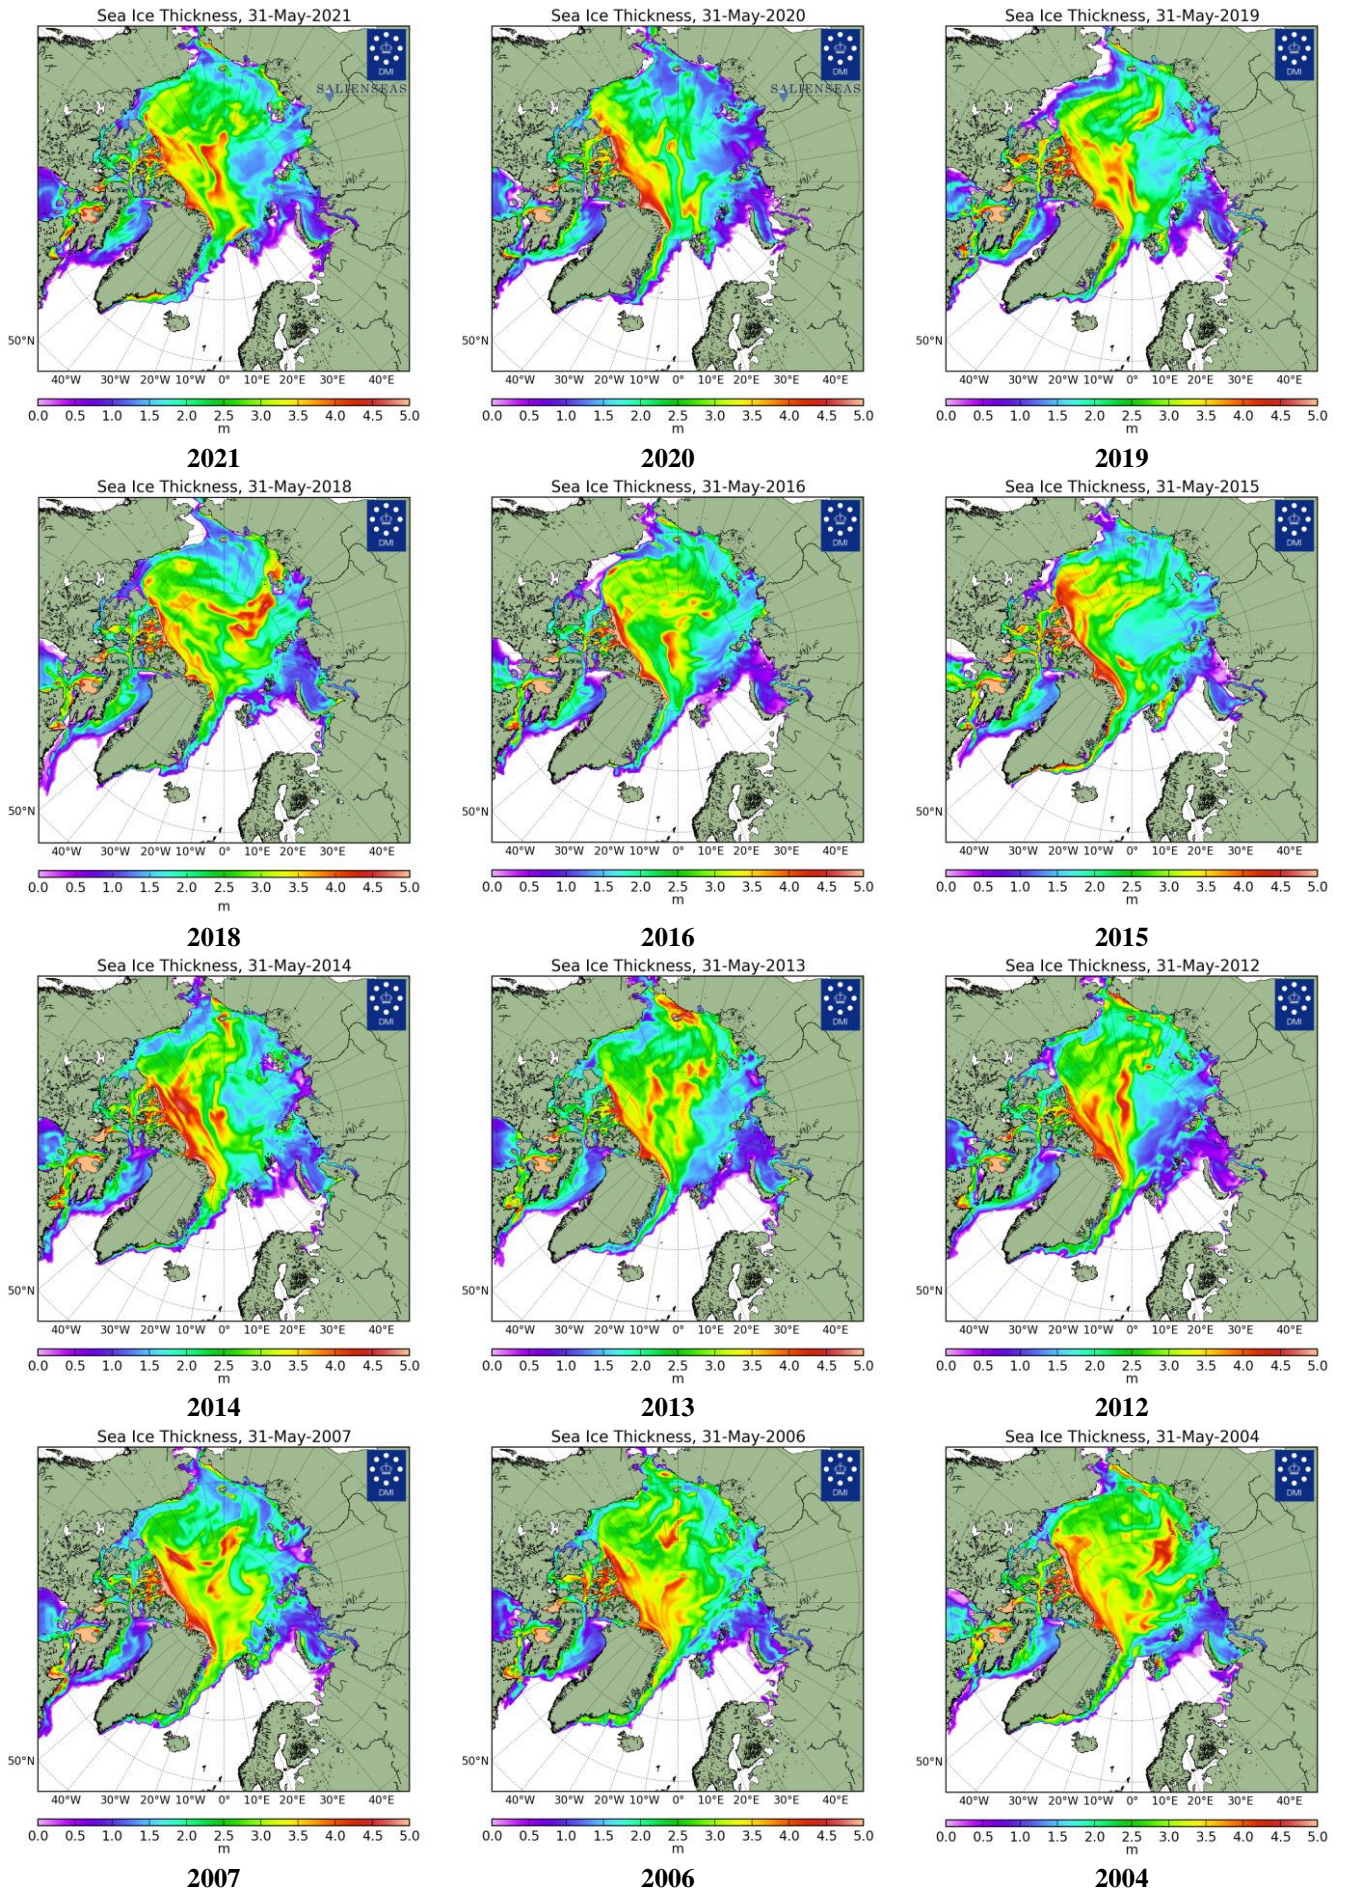 Sea Ice Thickness, 31-May-2021 Sea Ice Thickness, 31-May-2020 Sea Ice Thickness, 31-May-2019
DMI DMI DMI
SALIENSEAS SALIENSEAS
50°N
40°W 30°W 20°W 10°W 0° 10°E 20°E 30°E 40°E 40°W 30°W 20°W 10°W 0° 10°E 20°E 30°E 40°E 40°W 30°W 20°W 10°W 0° 10°E 20°E 30°E 40°E
0.0 0.5 1.0 1.5 2.0 2.5 3.0 3.5 4.0 4.5 5.0 0.0 0.5 1.0 1.5 2.0 2.5 3.0 3.5 4.0 4.5 5.0 0.0 0.5 1.0 1.5 2.0 2.5 3.0 3.5 4.0 4.5 5.0
m m m
2021 2020 2019
Sea Ice Thickness, 31-May-2018 Sea Ice Thickness, 31-May-2016 Sea Ice Thickness, 31-May-2015
DMI DMI DMI
50°N 50°N
40°W 30°W 20°W 10°W 0° 10°E 20°E 30°E 40°E 40°W 30°W 20°W 10°W 0° 10°E 20°E 30°E 40°E 40°W 30°W 20°W 10°W 0° 10°E 20°E 30°E 40°E
0.0 0.5 1.0 1.5 2.0 2.5 3.0 3.5 4.0 4.5 5.0 0.0 0.5 1.0 1.5 2.0 2.5 3.0 3.5 4.0 4.5 5.0 0.0 0.5 1.0 1.5 2.0 2.5 3.0 3.5 4.0 4.5 5.0
m m m
2018 2016 2015
Sea Ice Thickness, 31-May-2014 Sea Ice Thickness, 31-May-2013 Sea Ice Thickness, 31-May-2012
DMI DMI DMI
50°N 50°N
40°W 30°W 20°W 10°W 0° 10°E 20°E 30°E 40°E 40°W 30°W 20°W 10°W 0° 10°E 20°E 30°E 40°E 40°W 30°W 20°W 10°W 0° 10°E 20°E 30°E 40°E
0.0 0.5 1.0 1.5 2.0 2.5 3.0 3.5 4.0 4.5 5.0 0.0 0.5 1.0 1.5 2.0 2.5 3.0 3.5 4.0 4.5 5.0 0.0 0.5 1.0 1.5 2.0 2.5 3.0 3.5 4.0 4.5 5.0
m m m
2014 2013 2012
Sea Ice Thickness, 31-May-2007 Sea Ice Thickness, 31-May-2006 Sea Ice Thickness, 31-May-2004
DMI DMI DMI
50°N 50°N
40°W 30°W 20°W 10°W 0° 10°E 20°E 30°E 40°E 40°W 30°W 20°W 10°W 0° 10°E 20°E 30°E 40°E 40°W 30°W 20°W 10°W 0° 10°E 20°E 30°E 40°E
0.0 0.5 1.0 1.5 2.0 2.5 3.0 3.5 4.0 4.5 5.0 0.0 0.5 1.0 1.5 2.0 2.5 3.0 3.5 4.0 4.5 5.0 0.0 0.5 1.0 1.5 2.0 2.5 3.0 3.5 4.0 4.5 5.0
m m m
2007 2006 2004